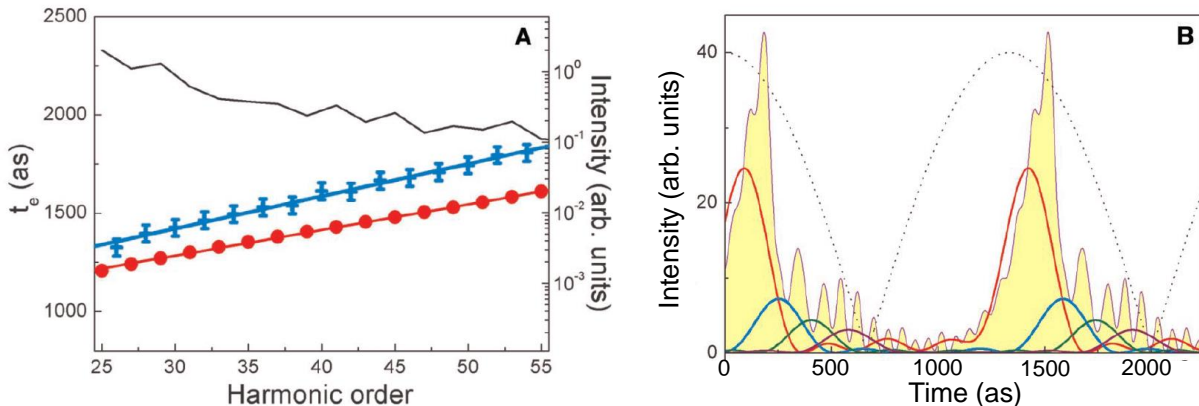 A
2500
2000
1500
1000
t_e (as)
10^0
10^-1
10^-2
10^-3
Intensity (arb. units)
25 30 35 40 45 50 55
Harmonic order
B
40
20
0
Intensity (arb. units)
0 500 1000 1500 2000
Time (as)